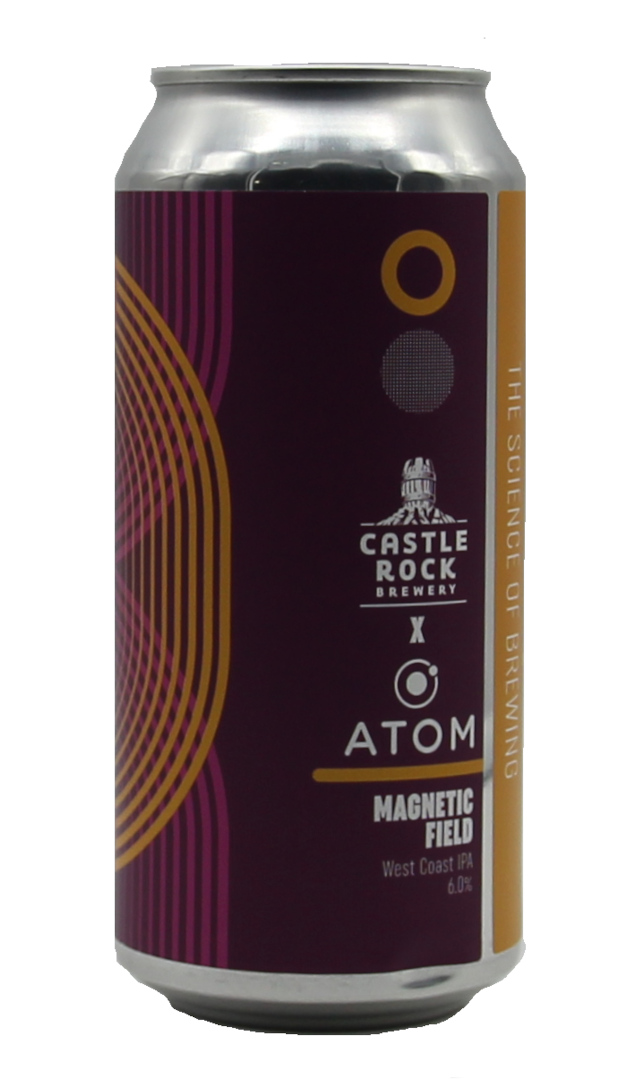 CASTLE
ROCK
BREWERY
X
ATOM
MAGNETIC
FIELD
West Coast IPA
6.0%
THE SCIENCE OF BREWING